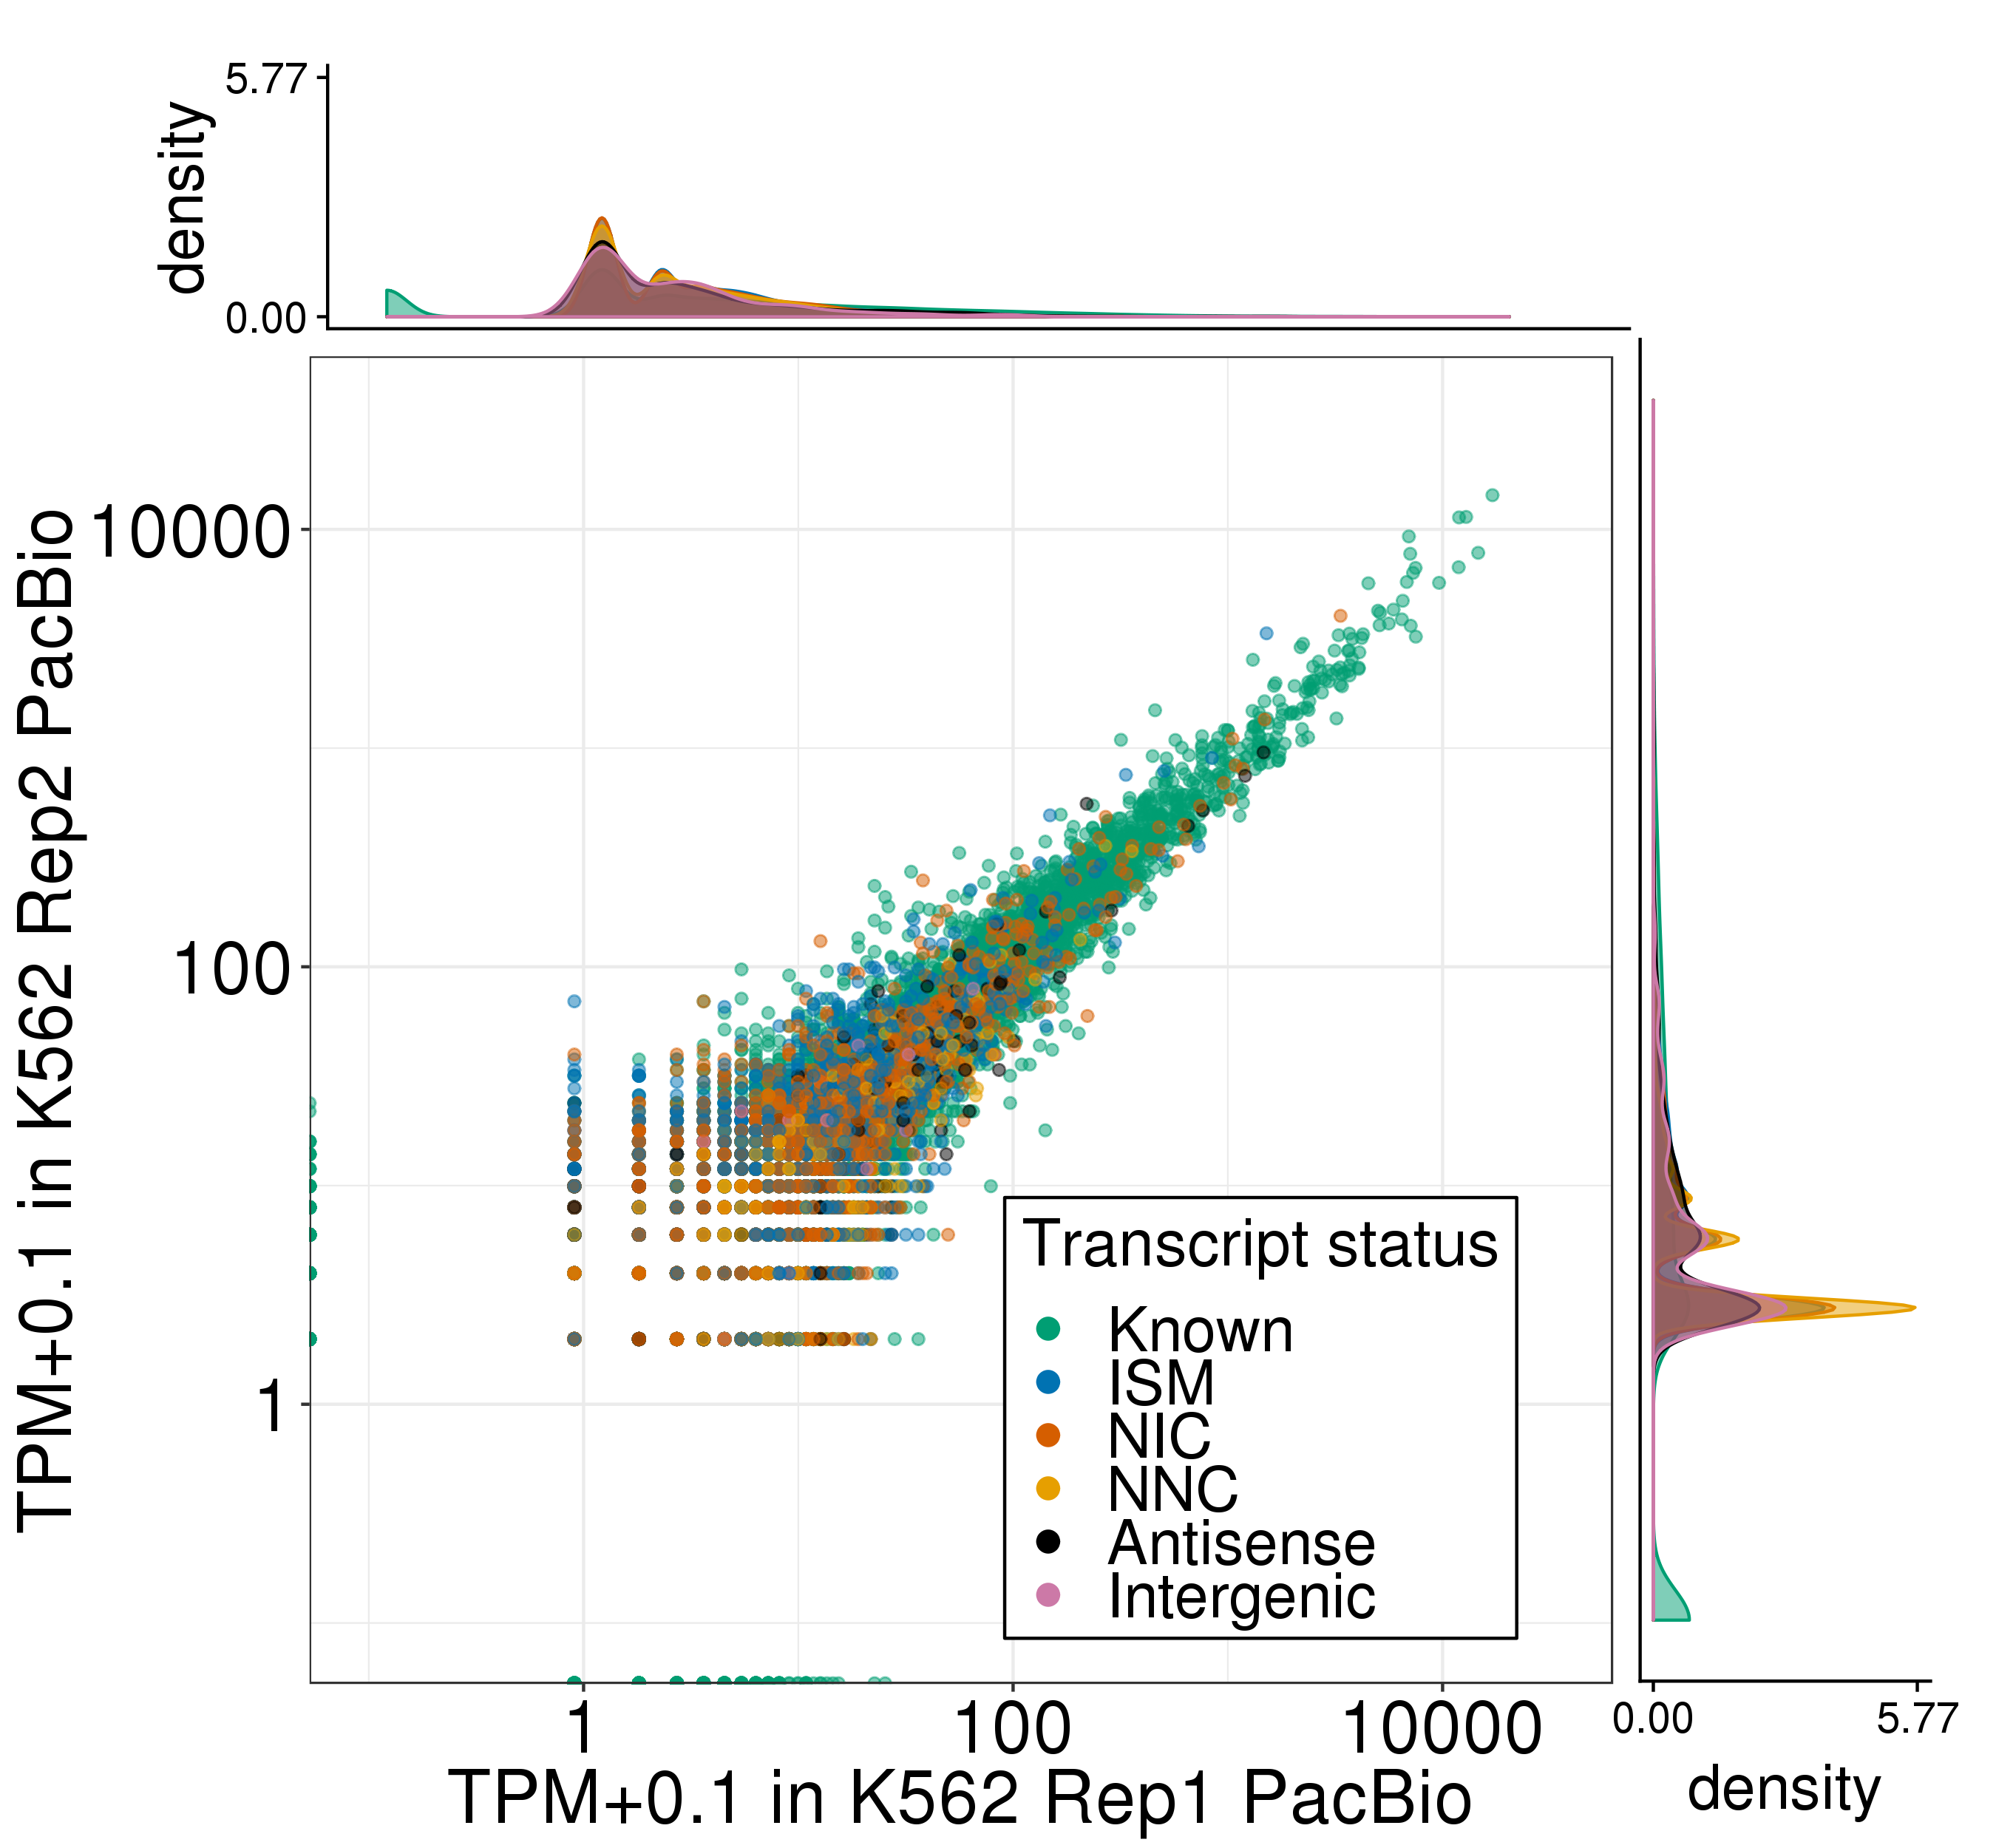 5.77
density
0.00
TPM+0.1 in K562 Rep2 PacBio
10000
100
1
Transcript status
Known
ISM
NIC
NNC
Antisense
Intergenic
1
100
10000
TPM+0.1 in K562 Rep1 PacBio
0.00
5.77
density